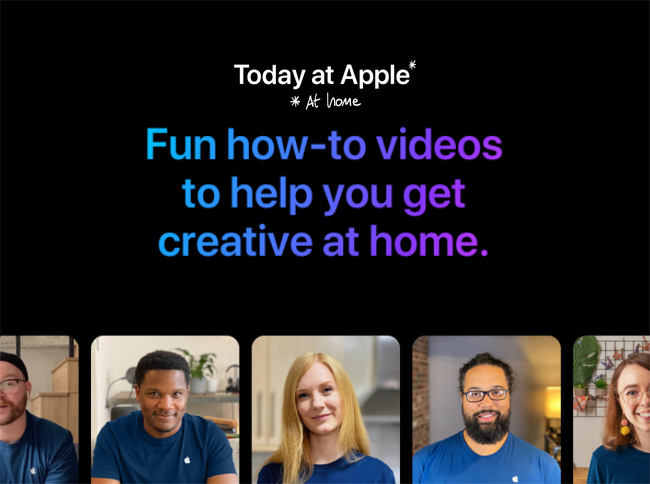 Today at Apple*
* At home
Fun how-to videos
to help you get
creative at home.